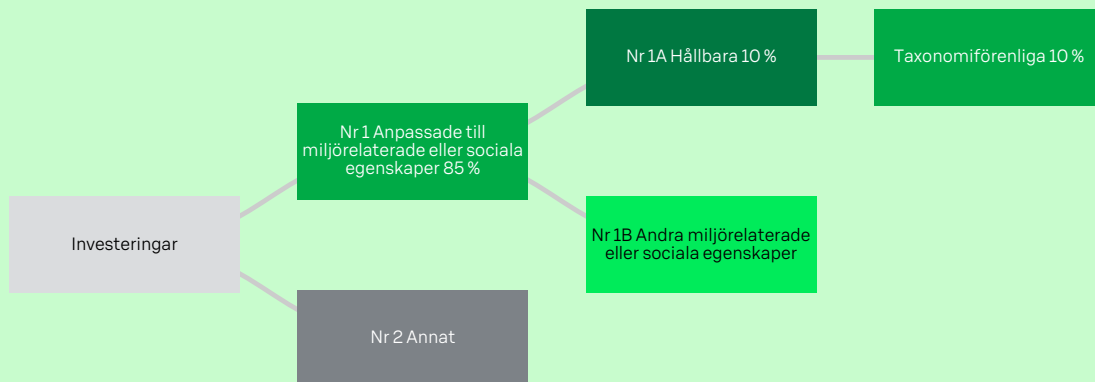 Nr 1A Hållbara 10 %
Taxonomiförenliga 10 %
Nr 1 Anpassade till
miljörelaterade eller sociala
egenskaper 85 %
Investeringar
Nr 1B Andra miljörelaterade
eller sociala egenskaper
Nr 2 Annat